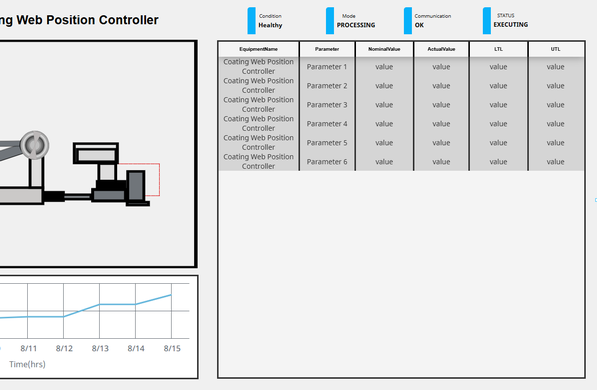 ng Web Position Controller
Condition
Healthy
Mode
PROCESSING
Communication
OK
STATUS
EXECUTING
EquipmentName Parameter NominalValue ActualValue LTL UTL
Coating Web Position
Controller
Parameter 1 value value value value
Coating Web Position
Controller
Parameter 2 value value value value
Coating Web Position
Controller
Parameter 3 value value value value
Coating Web Position
Controller
Parameter 4 value value value value
Coating Web Position
Controller
Parameter 5 value value value value
Coating Web Position
Controller
Parameter 6 value value value value
8/11 8/12 8/13 8/14 8/15
Time(hrs)